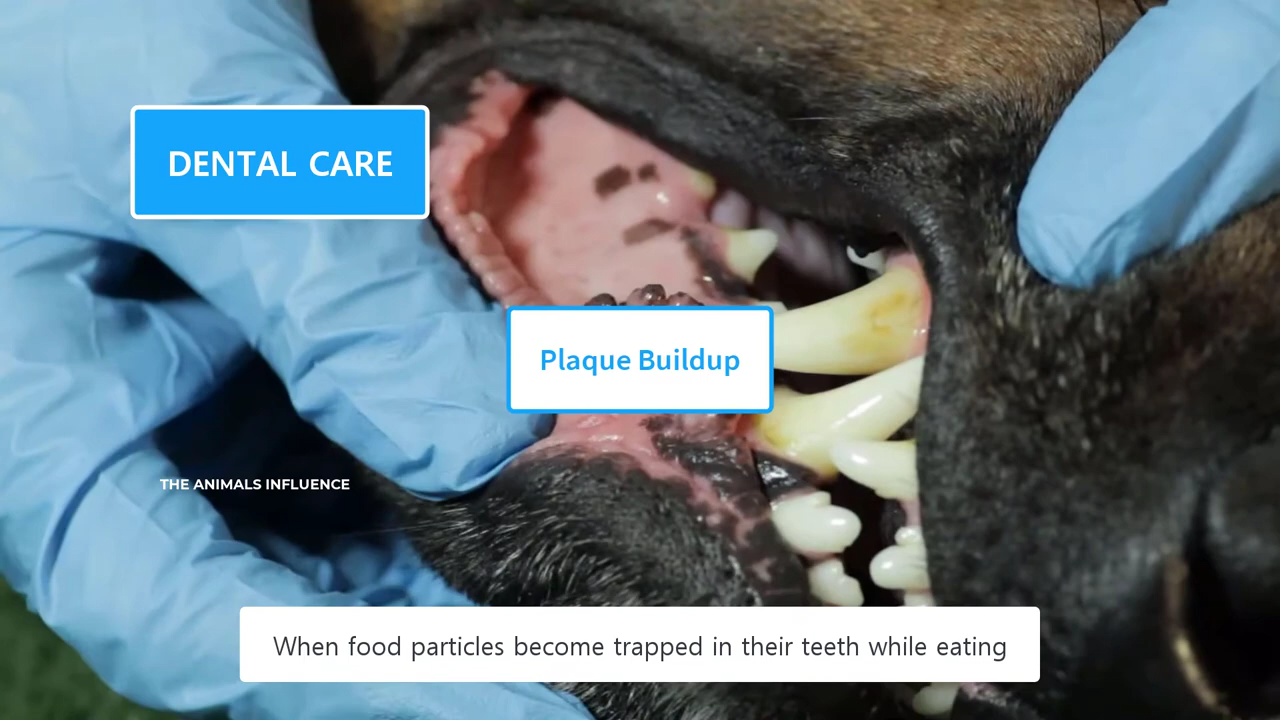 DENTAL CARE
Plaque Buildup
THE ANIMALS INFLUENCE
When food particles become trapped in their teeth while eating